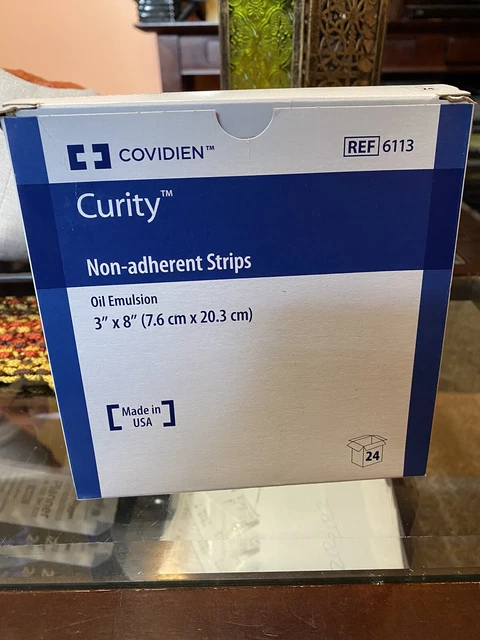 COVIDIEN™
REF 6113
Curity™
Non-adherent Strips
Oil Emulsion
3" x 8" (7.6 cm x 20.3 cm)
Made in
USA
24